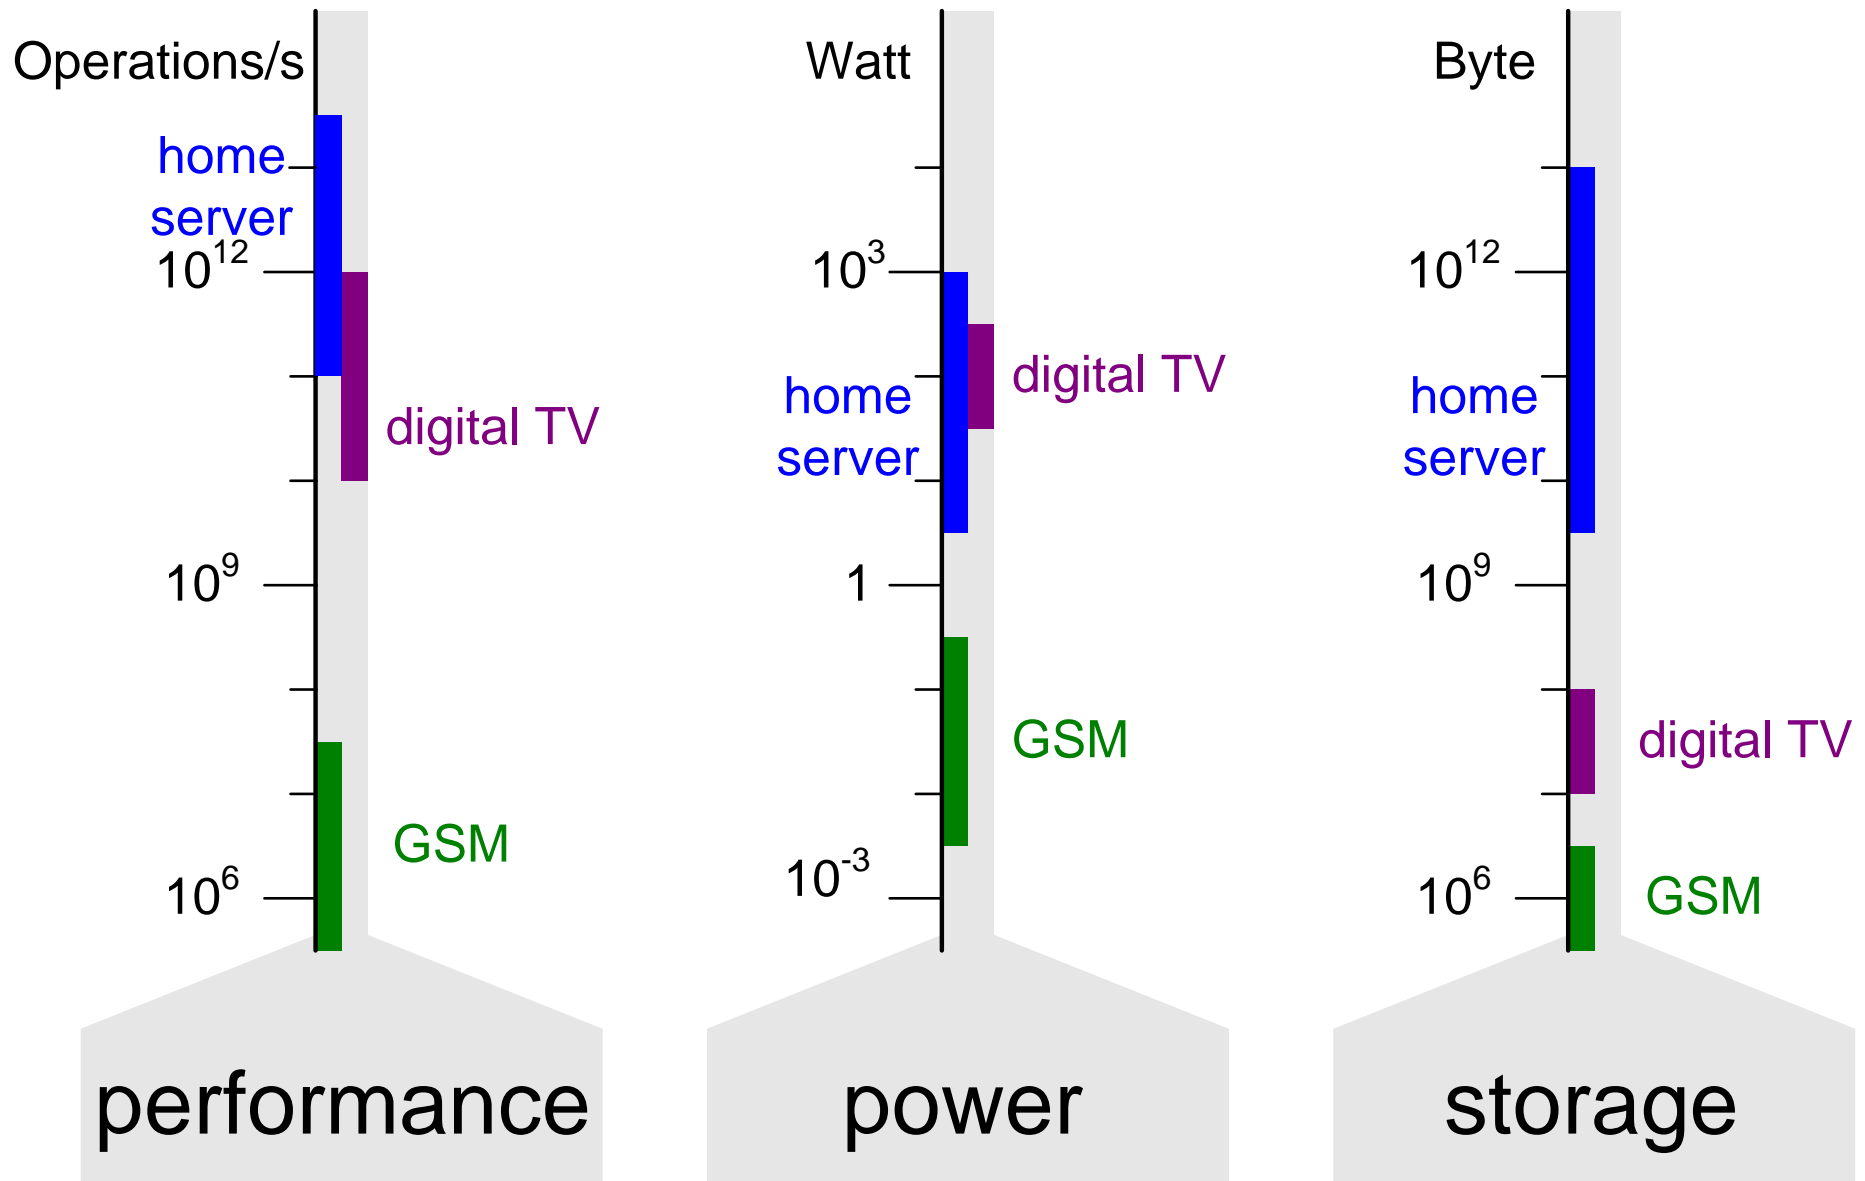 Operations/s
home
server
10^12
digital TV
10^9
GSM
10^6
performance
Watt
10^3
digital TV
home
server
1
GSM
10^-3
power
Byte
10^12
home
server
10^9
digital TV
10^6
GSM
storage